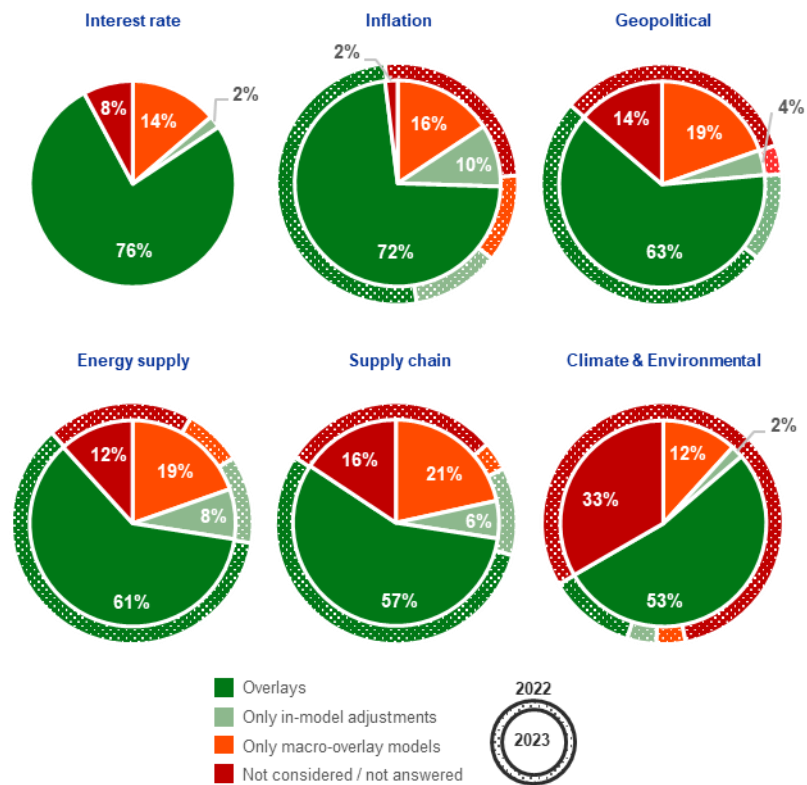 Interest rate
Inflation
Geopolitical
8%
14%
2%
76%
2%
16%
10%
72%
14%
19%
4%
63%
Energy supply
Supply chain
Climate & Environmental
12%
19%
8%
61%
16%
21%
6%
57%
33%
12%
2%
53%
Overlays
Only in-model adjustments
Only macro-overlay models
Not considered / not answered
2022
2023